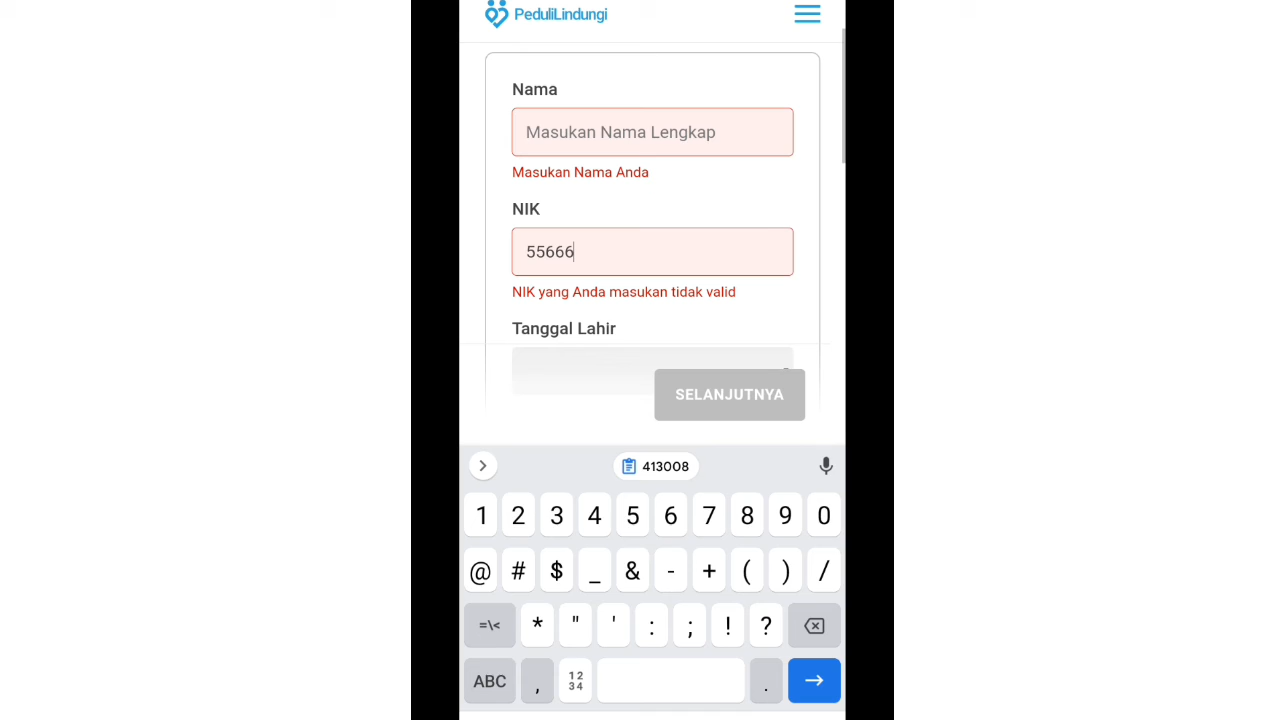 PeduliLindungi
Nama
Masukan Nama Lengkap
Masukan Nama Anda
NIK
55666
NIK yang Anda masukan tidak valid
Tanggal Lahir
SELANJUTNYA
413008
1 2 3 4 5 6 7 8 9 0
@ # $ _ & - + ( ) /
=\< * " ' : ; ! ?
ABC , 12 34 .